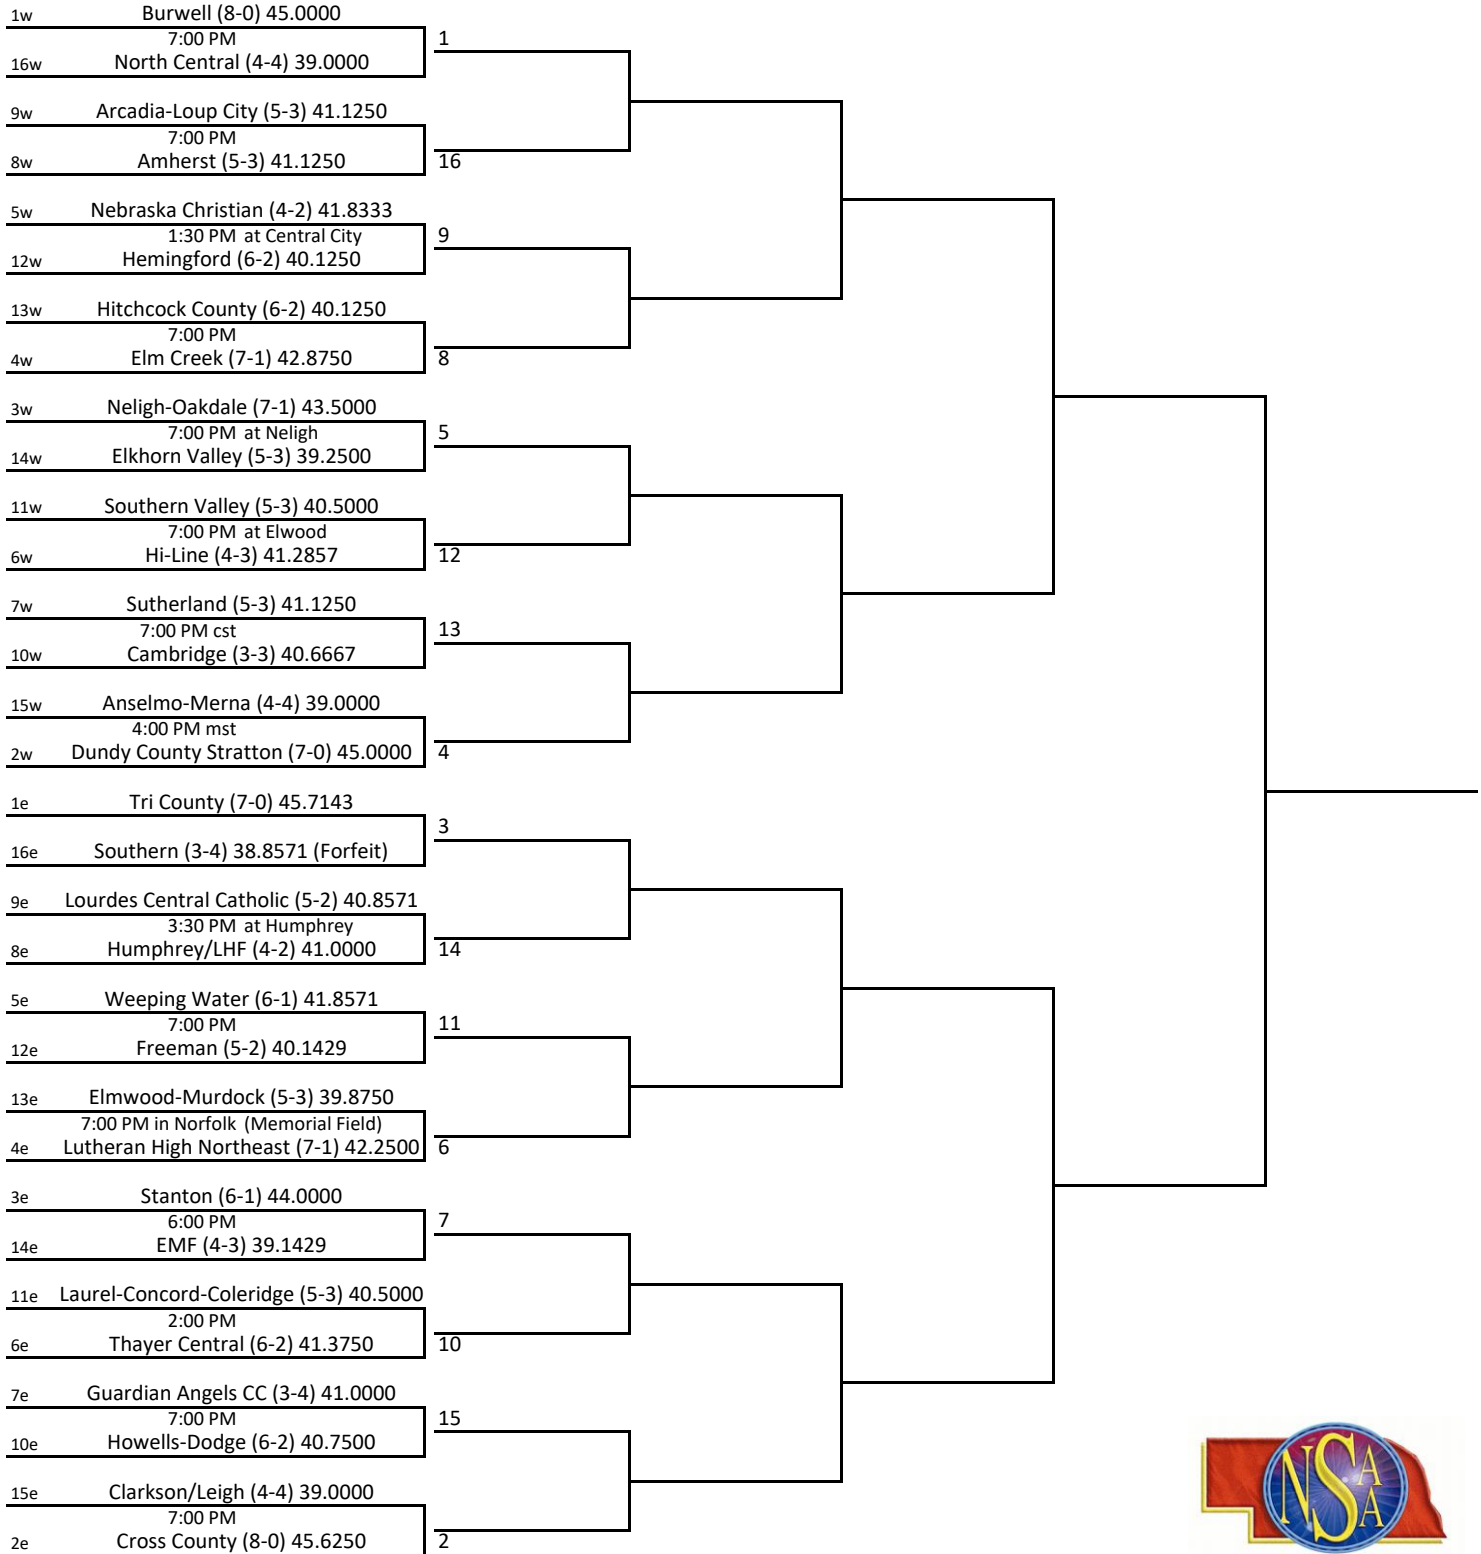 1w Burwell (8-0) 45.0000
7:00 PM
1
16w North Central (4-4) 39.0000
9w Arcadia-Loup City (5-3) 41.1250
7:00 PM
8w Amherst (5-3) 41.1250
16
5w Nebraska Christian (4-2) 41.8333
1:30 PM at Central City
9
12w Hemingford (6-2) 40.1250
13w Hitchcock County (6-2) 40.1250
7:00 PM
4w Elm Creek (7-1) 42.8750
8
3w Neligh-Oakdale (7-1) 43.5000
7:00 PM at Neligh
5
14w Elkhorn Valley (5-3) 39.2500
11w Southern Valley (5-3) 40.5000
7:00 PM at Elwood
6w Hi-Line (4-3) 41.2857
12
7w Sutherland (5-3) 41.1250
7:00 PM cst
13
10w Cambridge (3-3) 40.6667
15w Anselmo-Merna (4-4) 39.0000
4:00 PM mst
2w Dundy County Stratton (7-0) 45.0000
4
1e Tri County (7-0) 45.7143
3
16e Southern (3-4) 38.8571 (Forfeit)
9e Lourdes Central Catholic (5-2) 40.8571
3:30 PM at Humphrey
8e Humphrey/LHF (4-2) 41.0000
14
5e Weeping Water (6-1) 41.8571
7:00 PM
11
12e Freeman (5-2) 40.1429
13e Elmwood-Murdock (5-3) 39.8750
7:00 PM in Norfolk (Memorial Field)
4e Lutheran High Northeast (7-1) 42.2500
6
3e Stanton (6-1) 44.0000
6:00 PM
7
14e EMF (4-3) 39.1429
11e Laurel-Concord-Coleridge (5-3) 40.5000
2:00 PM
6e Thayer Central (6-2) 41.3750
10
7e Guardian Angels CC (3-4) 41.0000
7:00 PM
15
10e Howells-Dodge (6-2) 40.7500
15e Clarkson/Leigh (4-4) 39.0000
7:00 PM
2e Cross County (8-0) 45.6250
2
NSAA